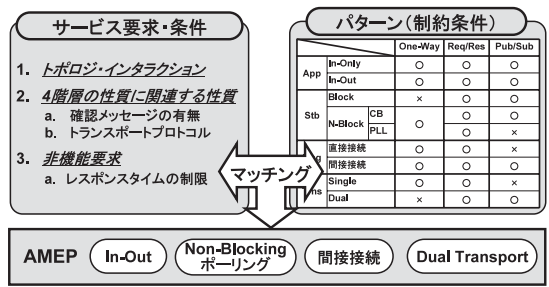 サービス要求・条件
1. トポロジ・インタラクション
2. 4階層の性質に関連する性質
a. 確認メッセージの有無
b. トランスポートプロトコル
3. 非機能要求
a. レスポンスタイムの制限
マッチング
パターン(制約条件)
One-Way Req/Res Pub/Sub
App In-Only ○ ○ ○
In-Out ○ ○ ○
Stb Block × ○ ○
N-Block CB ○ ○ ○
PLL ○ ×
g 直接接続 ○ ○ ×
間接接続 ○ ○ ○
ns Single ○ ○ ×
Dual × ○ ○
AMEP
In-Out
Non-Blocking
ポーリング
間接接続
Dual Transport